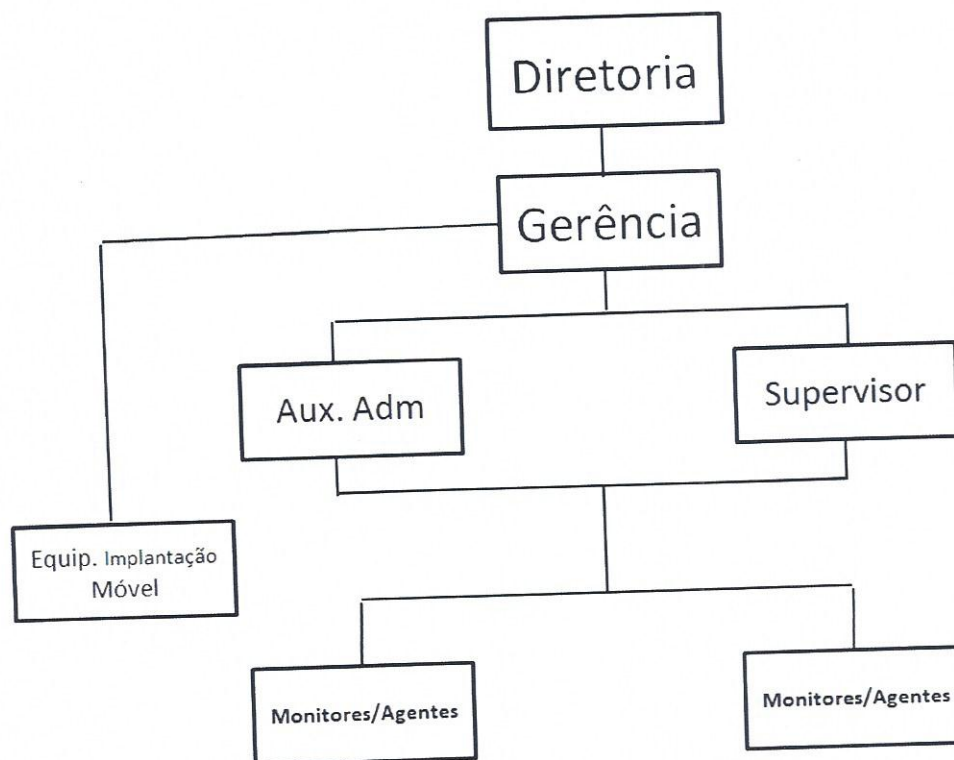 Diretoria
Gerência
Aux. Adm
Supervisor
Equip. Implantação
Móvel
Monitores/Agentes
Monitores/Agentes